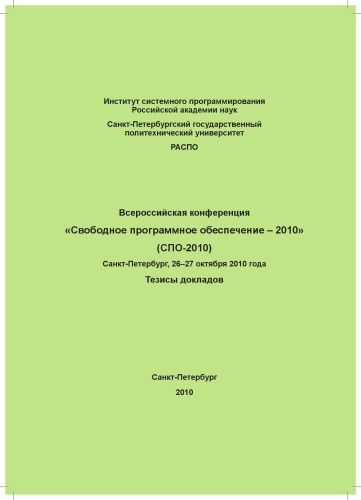 Институт системного программирования
Российской академии наук
Санкт-Петербургский государственный
политехнический университет
РАСПО
Всероссийская конференция
«Свободное программное обеспечение – 2010»
(СПО-2010)
Санкт-Петербург, 26–27 октября 2010 года
Тезисы докладов
Санкт-Петербург
2010